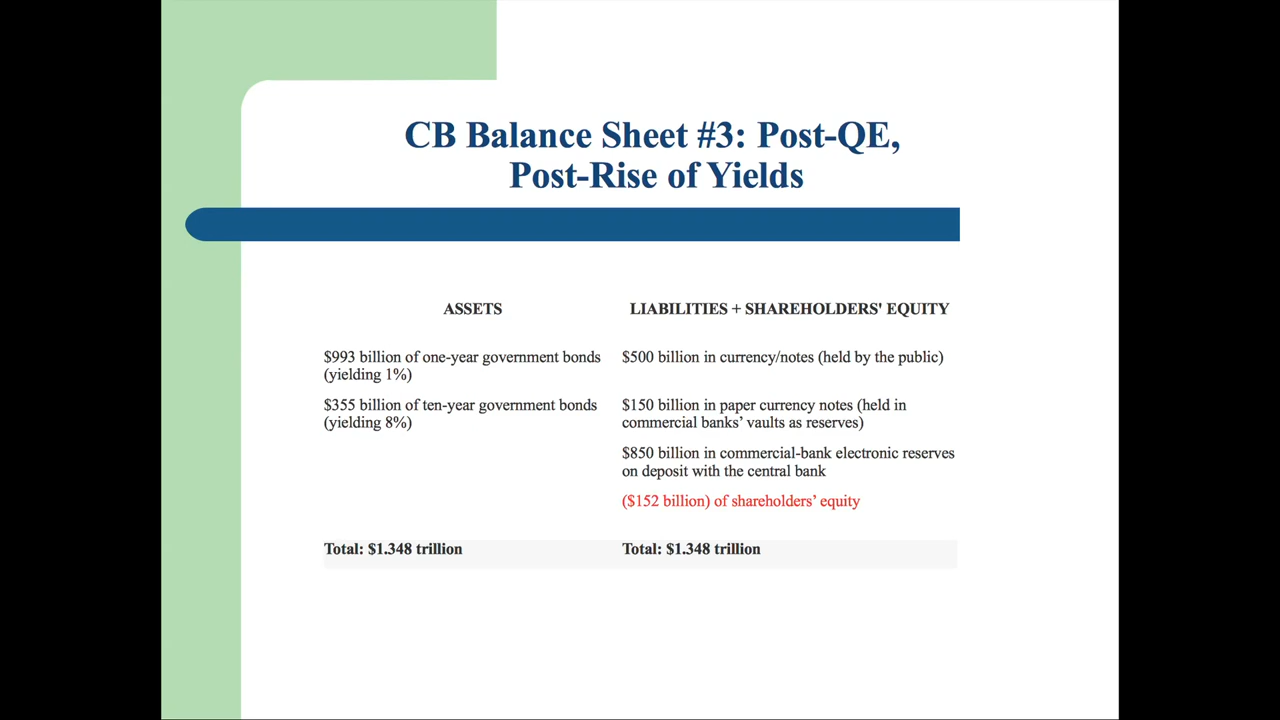 CB Balance Sheet #3: Post-QE,
Post-Rise of Yields
ASSETS
LIABILITIES + SHAREHOLDERS' EQUITY
$993 billion of one-year government bonds
(yielding 1%)
$500 billion in currency/notes (held by the public)
$355 billion of ten-year government bonds
(yielding 8%)
$150 billion in paper currency notes (held in
commercial banks’ vaults as reserves)
$850 billion in commercial-bank electronic reserves
on deposit with the central bank
($152 billion) of shareholders’ equity
Total: $1.348 trillion
Total: $1.348 trillion